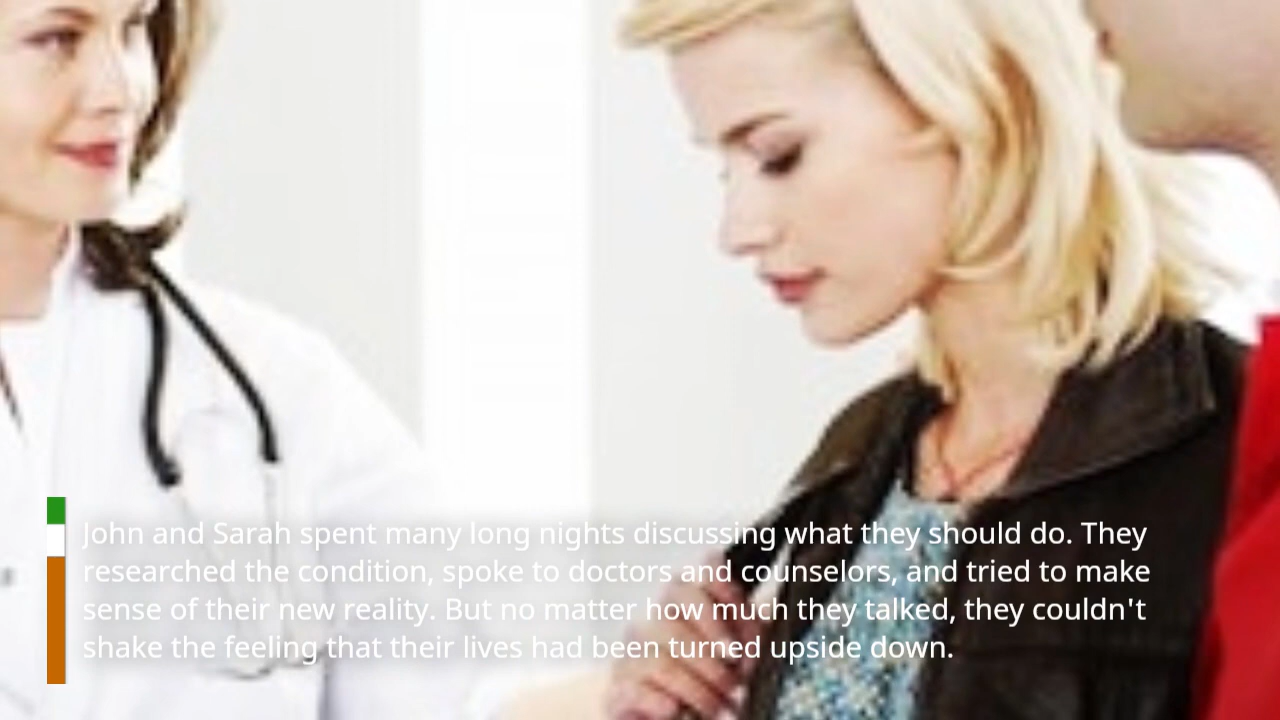 John and Sarah spent many long nights discussing what they should do. They
researched the condition, spoke to doctors and counselors, and tried to make
sense of their new reality. But no matter how much they talked, they couldn't
shake the feeling that their lives had been turned upside down.